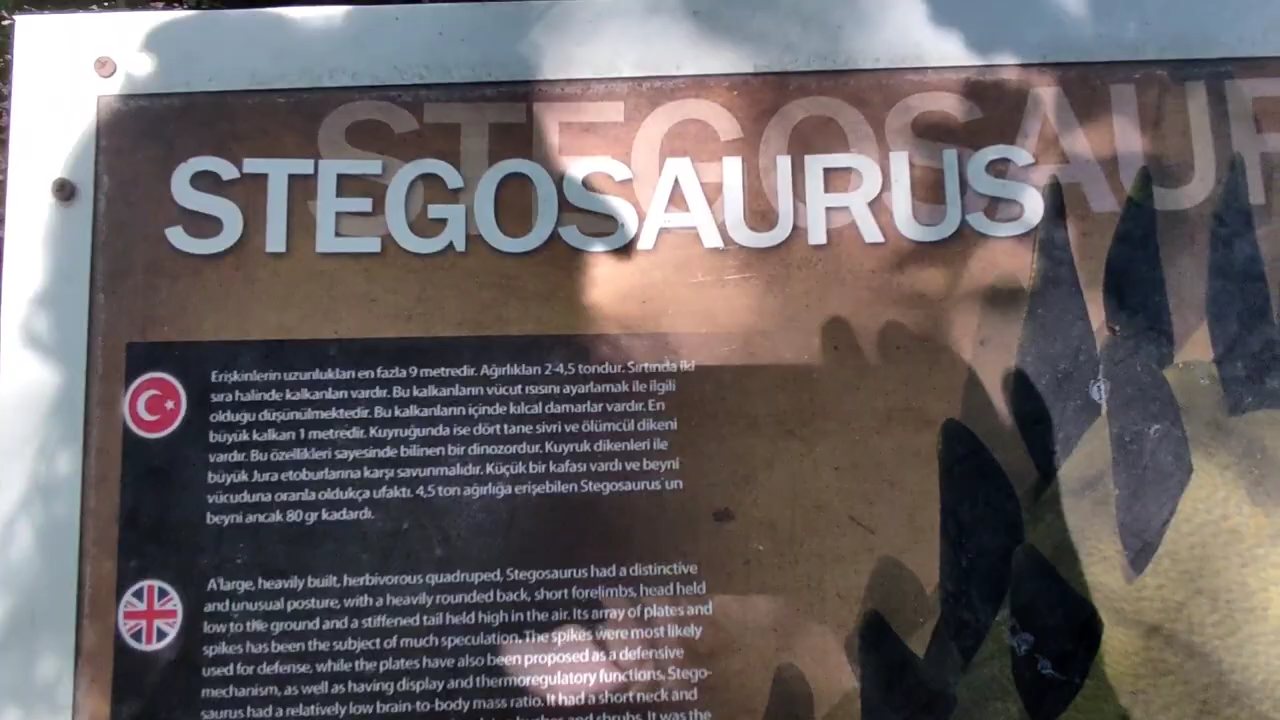 STEGOSAUR
STEGOSAURUS
Erişkinlerin uzunlukları en fazla 9 metredir. Ağırlıkları 2-4,5 tondur. Sırtında iki
sıra halinde kalkanları vardır. Bu kalkanların vücut ısısını ayarlamak ile ilgili
olduğu düşünülmektedir. Bu kalkanların içinde kılcal damarlar vardır. En
büyük kalkan 1 metredir. Kuyruğunda ise dört tane sivri ve ölümcül dikeni
vardır. Bu özellikleri sayesinde bilinen bir dinozordur. Kuyruk dikenleri ile
büyük Jura etoburlarına karşı savunmalıdır. Küçük bir kafası vardı ve beyni
vücuduna oranla oldukça ufaktı. 4,5 ton ağırlığa erişebilen Stegosaurus'un
beyni ancak 80 gr kadardı.
A large, heavily built, herbivorous quadruped, Stegosaurus had a distinctive
and unusual posture, with a heavily rounded back, short forelimbs, head held
low to the ground and a stiffened tail held high in the air. Its array of plates and
spikes has been the subject of much speculation. The spikes were most likely
used for defense, while the plates have also been proposed as a defensive
mechanism, as well as having display and thermoregulatory functions. Stego-
saurus had a relatively low brain-to-body mass ratio. It had a short neck and
and shrubs. It was the